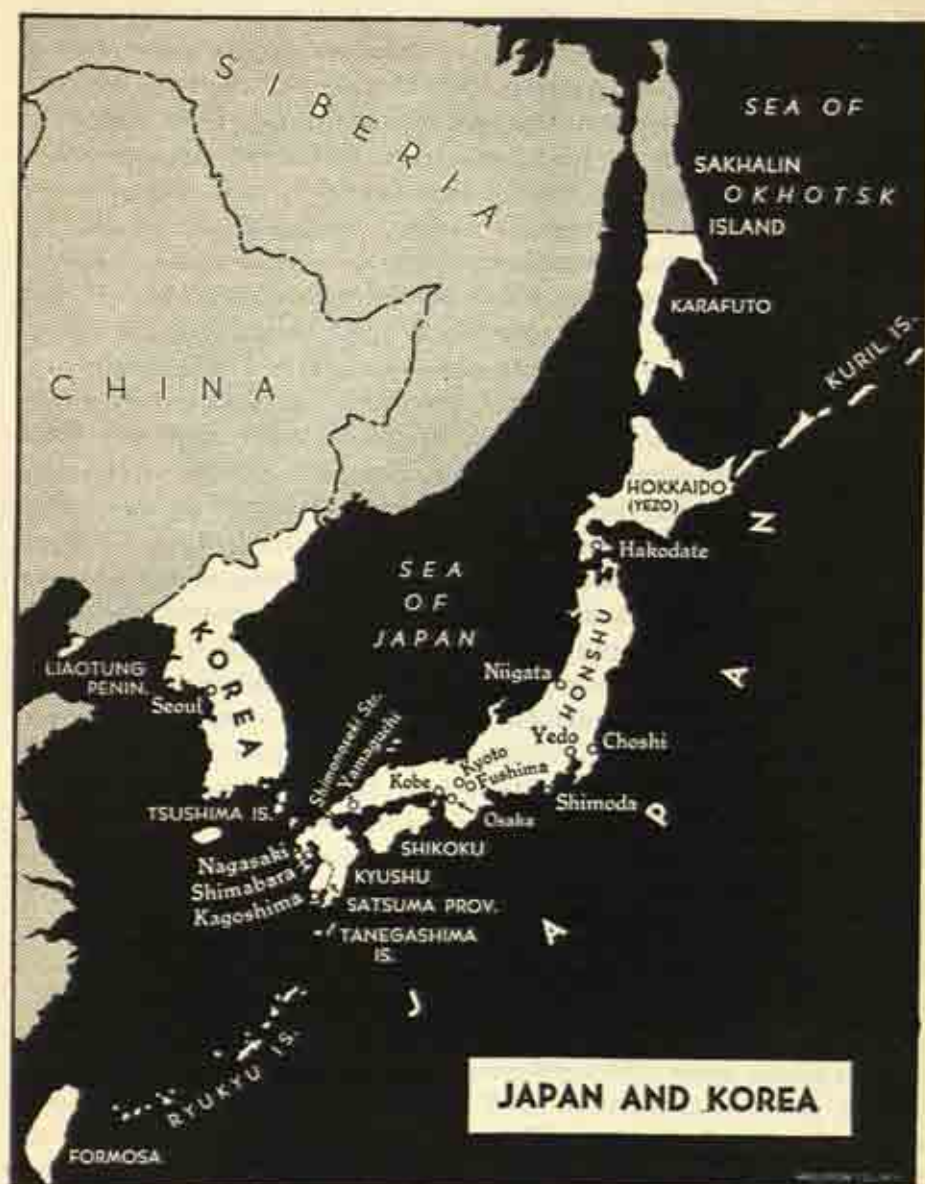 SIBERIA
SEA OF
OKHOTSK
SAKHALIN
ISLAND
KARAFUTO
KURIL IS.
CHINA
HOKKAIDO
(YEZO)
Hakodate
SEA
OF
JAPAN
KOREA
LIAOTUNG
PENIN.
Seoul
HONSHU
Niigata
Yedo
Choshi
Shimonoseki Str.
Yamaguchi
Kyoto
Kobe
Fushima
Osaka
Shimoda
TSUSHIMA IS.
SHIKOKU
Nagasaki
Shimabara
Kagoshima
KYUSHU
SATSUMA PROV.
TANEGASHIMA
IS.
JAPAN
RYUKYU IS.
FORMOSA
JAPAN AND KOREA